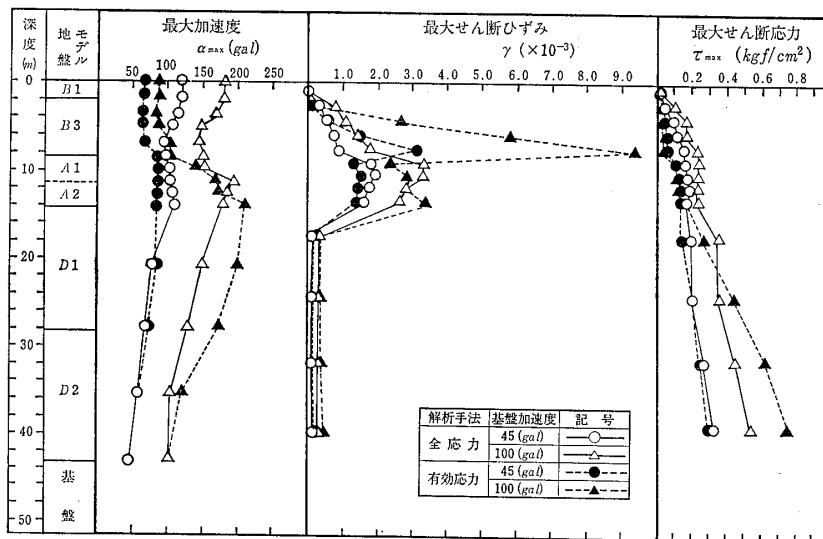 深度(m)
地盤モデル
最大加速度
αmax (gal)
50 100 150 200 250
最大せん断ひずみ
γ (×10⁻³)
1.0 2.0 3.0 4.0 5.0 6.0 7.0 8.0 9.0
最大せん断応力
τmax (kgf/cm²)
0.2 0.4 0.6 0.8
0
10
20
30
40
50
B1
B3
A1
A2
D1
D2
基盤
解析手法 基盤加速度 記号
全応力 45 (gal)
100 (gal)
有効応力 45 (gal)
100 (gal)